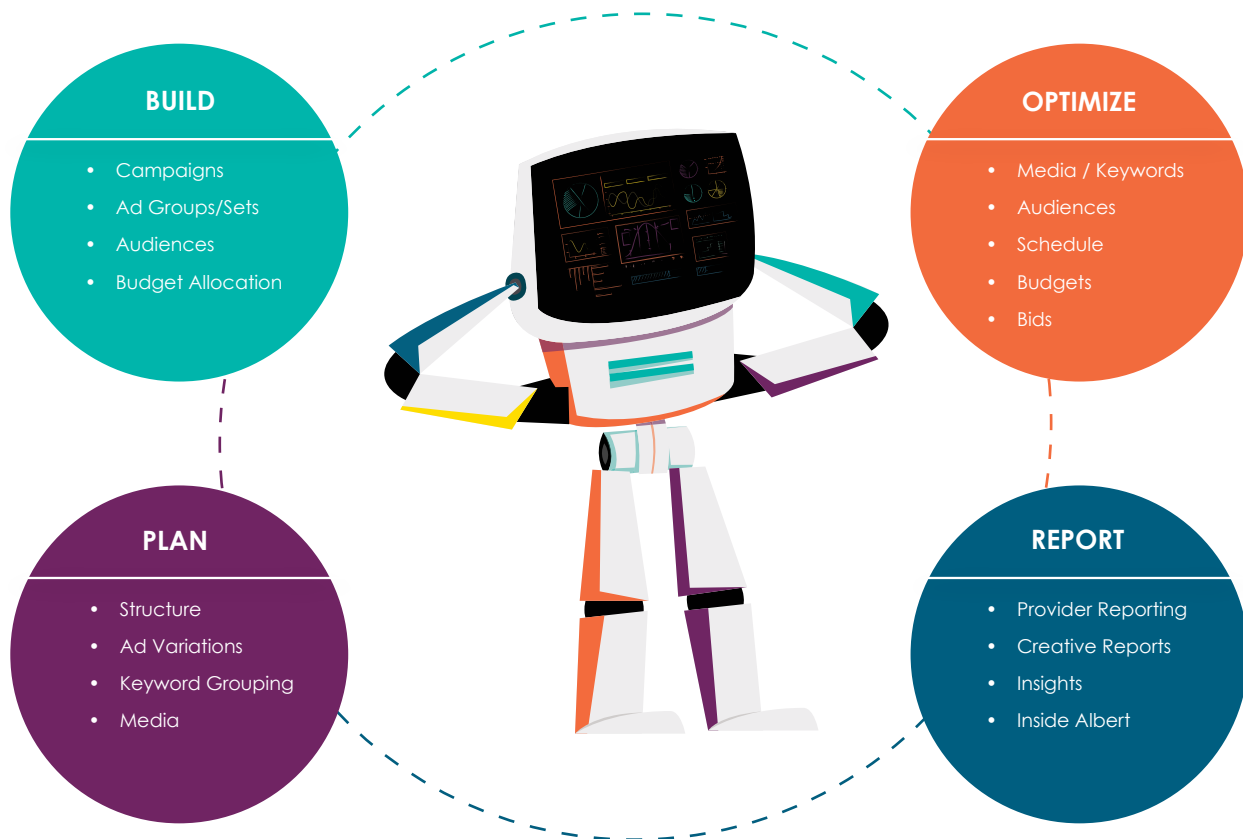 BUILD
• Campaigns
• Ad Groups/Sets
• Audiences
• Budget Allocation
OPTIMIZE
• Media / Keywords
• Audiences
• Schedule
• Budgets
• Bids
PLAN
• Structure
• Ad Variations
• Keyword Grouping
• Media
REPORT
• Provider Reporting
• Creative Reports
• Insights
• Inside Albert